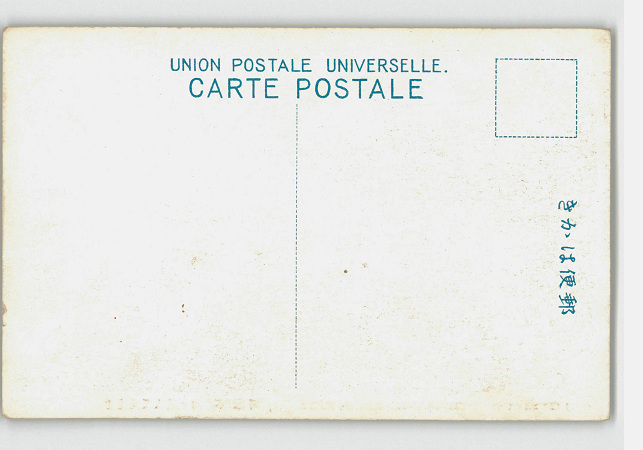 UNION POSTALE UNIVERSELLE.
CARTE POSTALE
郵便はかき